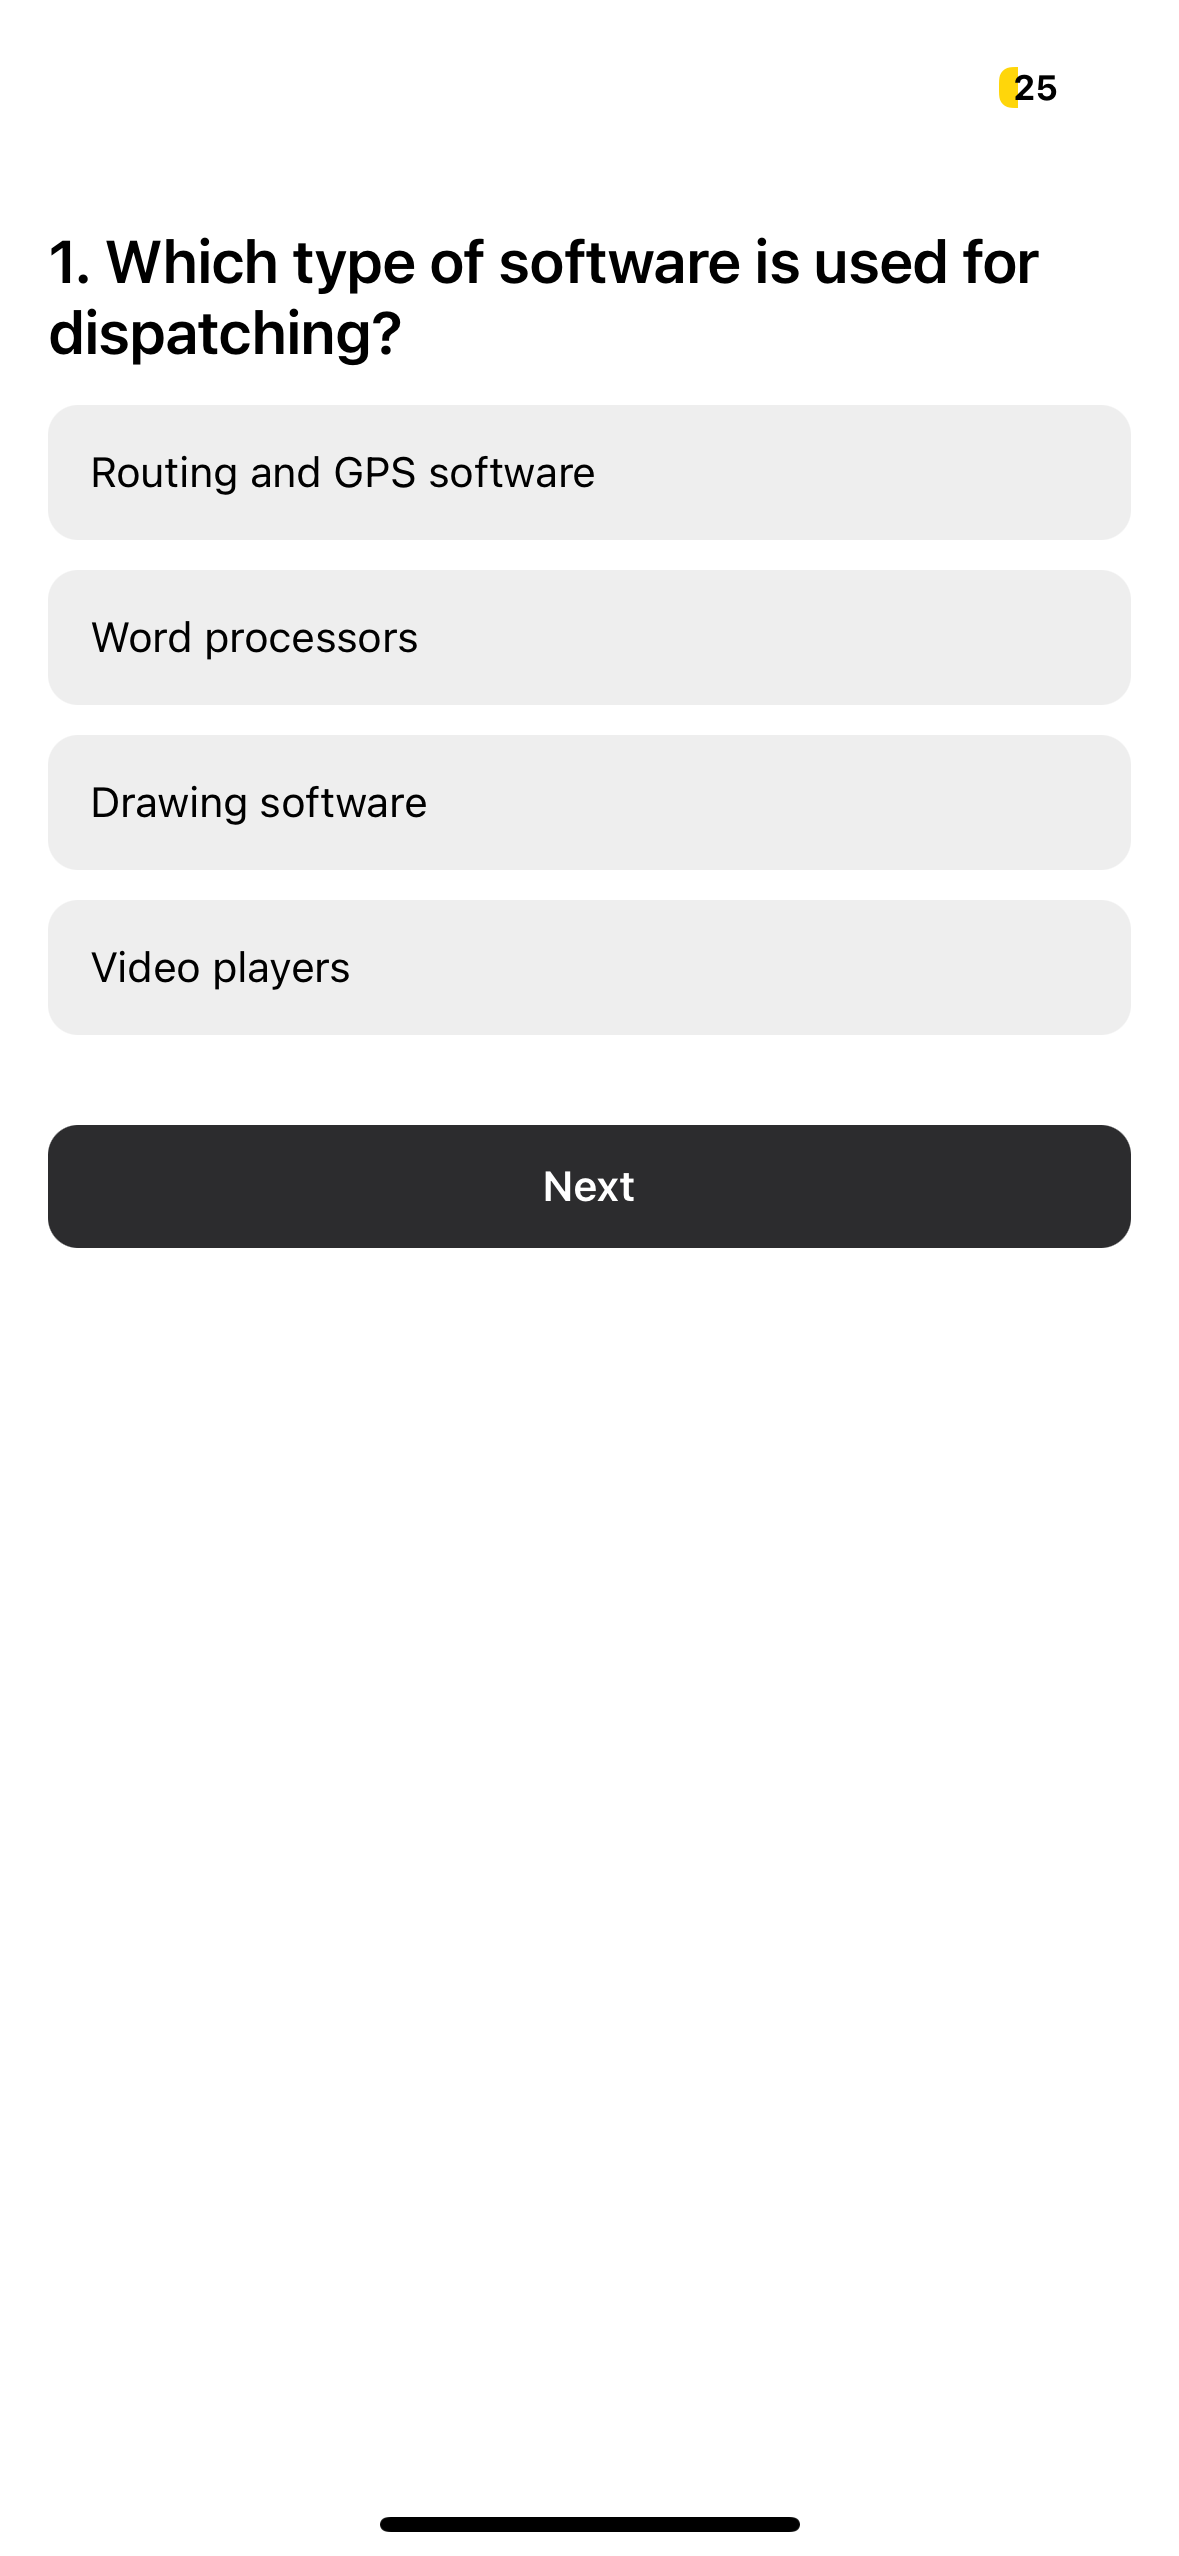 25
1. Which type of software is used for
dispatching?
Routing and GPS software
Word processors
Drawing software
Video players
Next